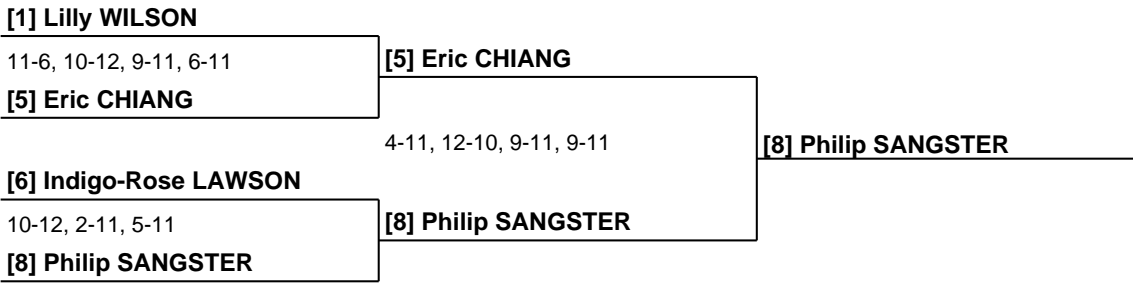 [1] Lilly WILSON
11-6, 10-12, 9-11, 6-11
[5] Eric CHIANG
[5] Eric CHIANG
4-11, 12-10, 9-11, 9-11
[8] Philip SANGSTER
[6] Indigo-Rose LAWSON
10-12, 2-11, 5-11
[8] Philip SANGSTER
[8] Philip SANGSTER